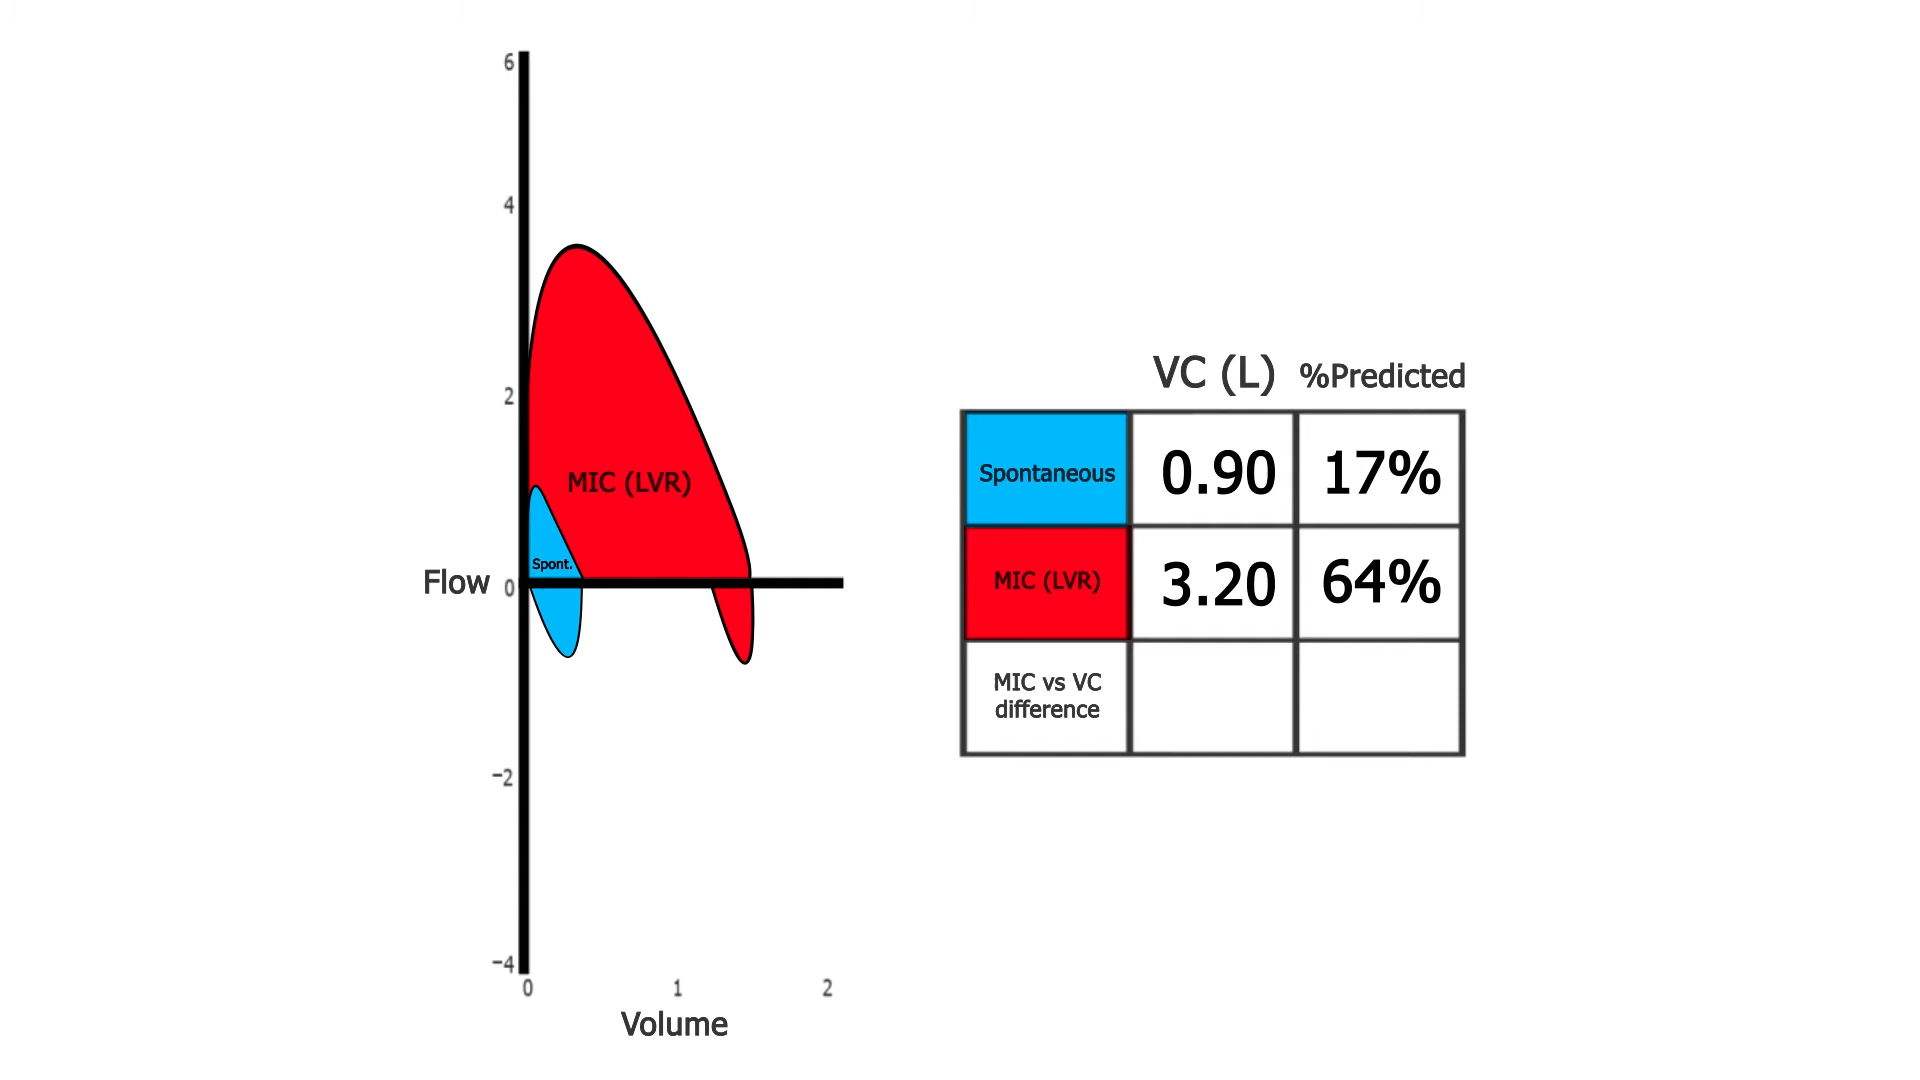 6
4
2
MIC (LVR)
Spont.
Flow
0
−2
−4
0 1 2
Volume
VC (L) %Predicted
Spontaneous 0.90 17%
MIC (LVR) 3.20 64%
MIC vs VC
difference